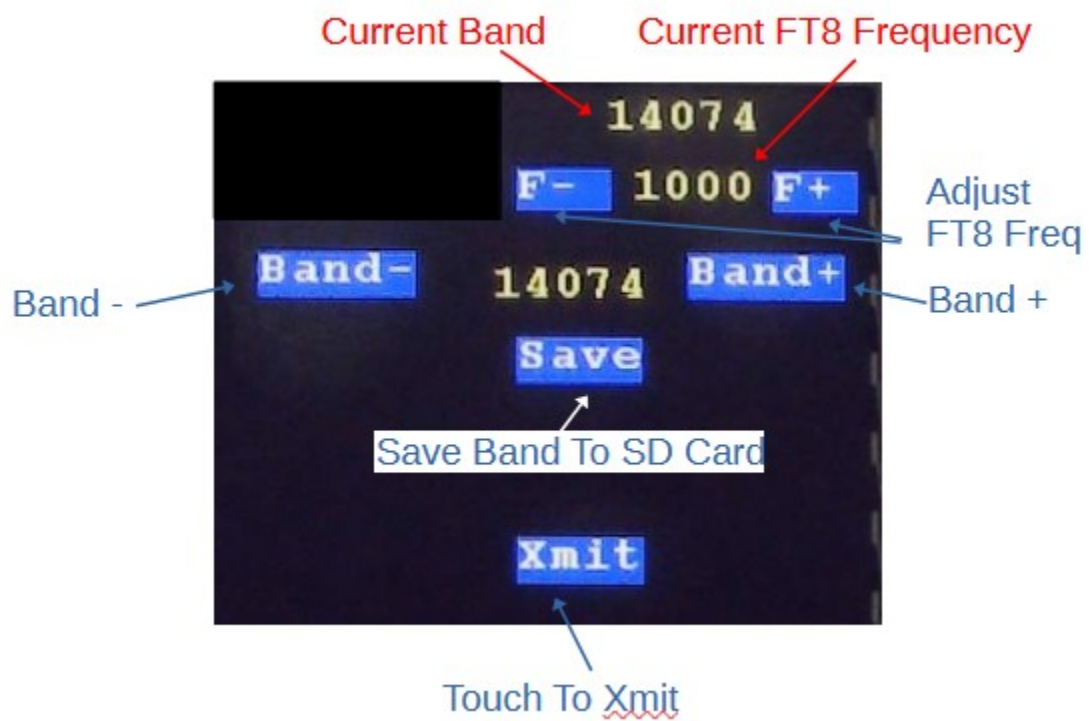 Current Band
Current FT8 Frequency
14074
F- 1000 F+
Adjust
FT8 Freq
Band- 14074 Band+
Band -
Band +
Save
Save Band To SD Card
Xmit
Touch To Xmit